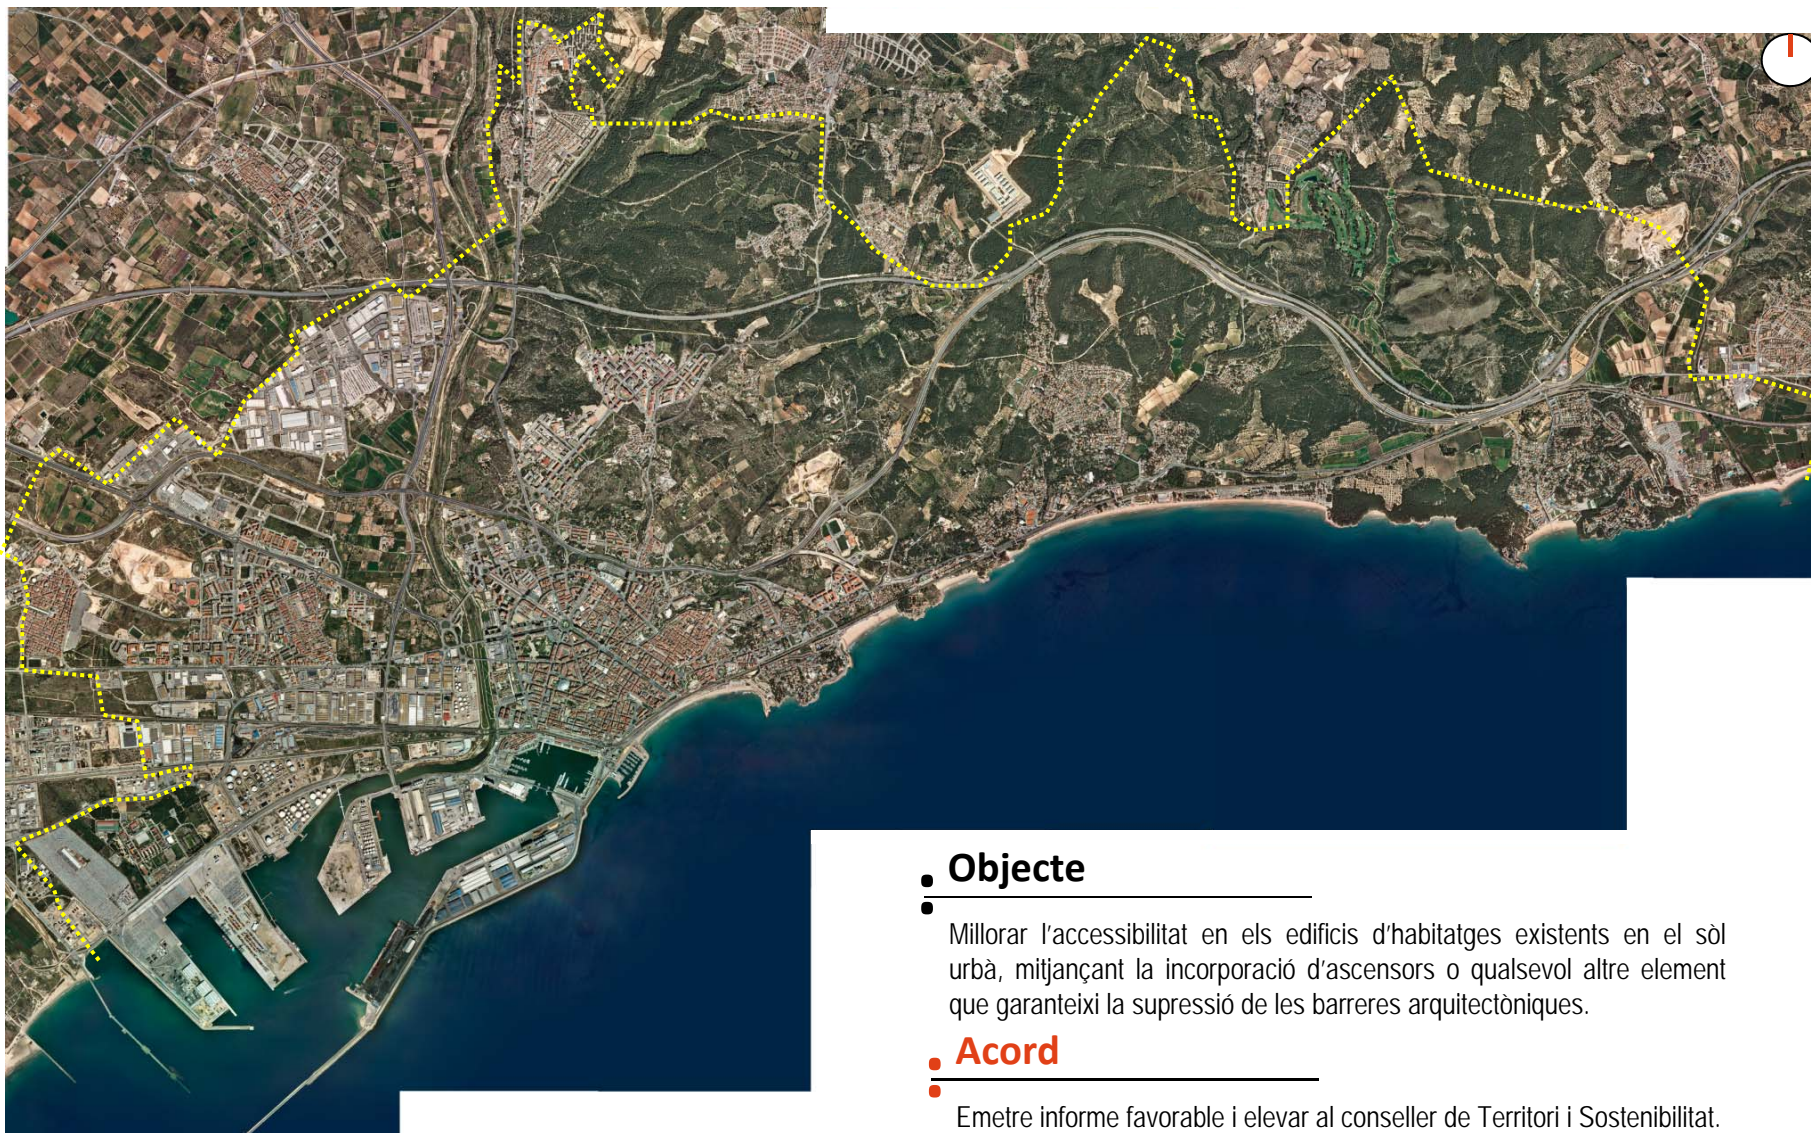 Objecte
Millorar l'accessibilitat en els edificis d'habitatges existents en el sòl
urbà, mitjançant la incorporació d'ascensors o qualsevol altre element
que garanteixi la supressió de les barreres arquitectòniques.
Acord
Emetre informe favorable i elevar al conseller de Territori i Sostenibilitat.